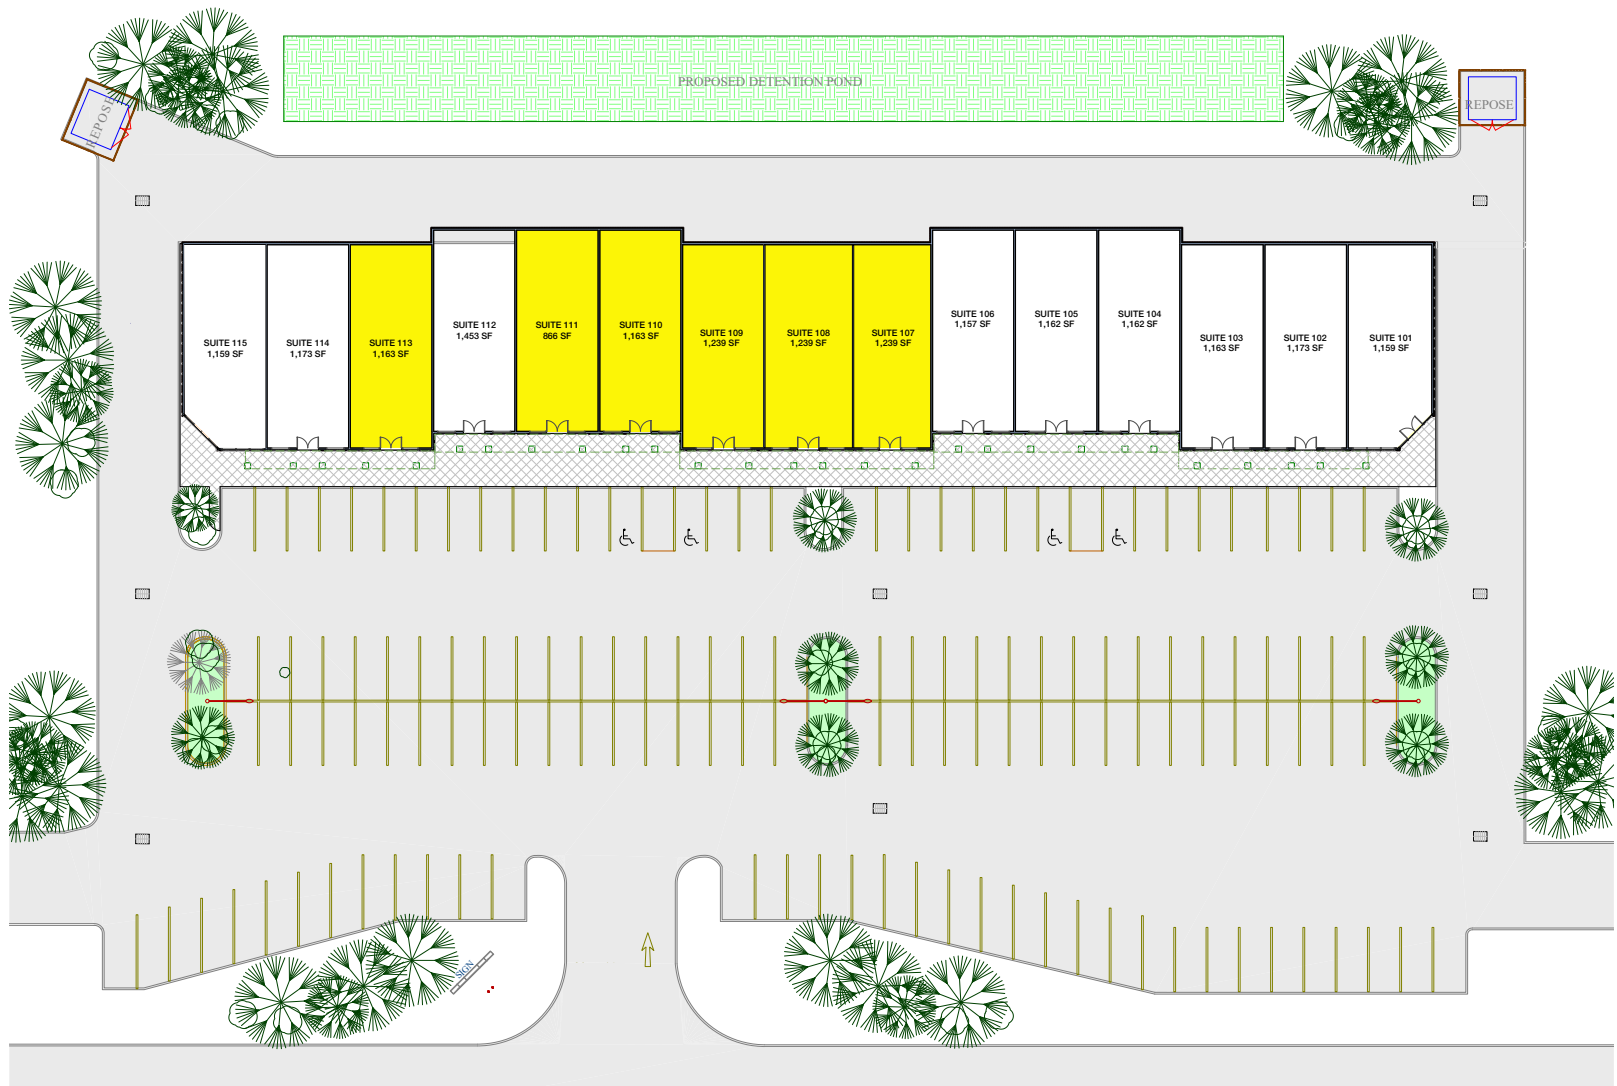 PROPOSED DETENTION POND
REPOSE
REPOSE
SUITE 115
1,159 SF
SUITE 114
1,173 SF
SUITE 113
1,163 SF
SUITE 112
1,453 SF
SUITE 111
866 SF
SUITE 110
1,163 SF
SUITE 109
1,239 SF
SUITE 108
1,239 SF
SUITE 107
1,239 SF
SUITE 106
1,157 SF
SUITE 105
1,162 SF
SUITE 104
1,162 SF
SUITE 103
1,163 SF
SUITE 102
1,173 SF
SUITE 101
1,159 SF
SIGN